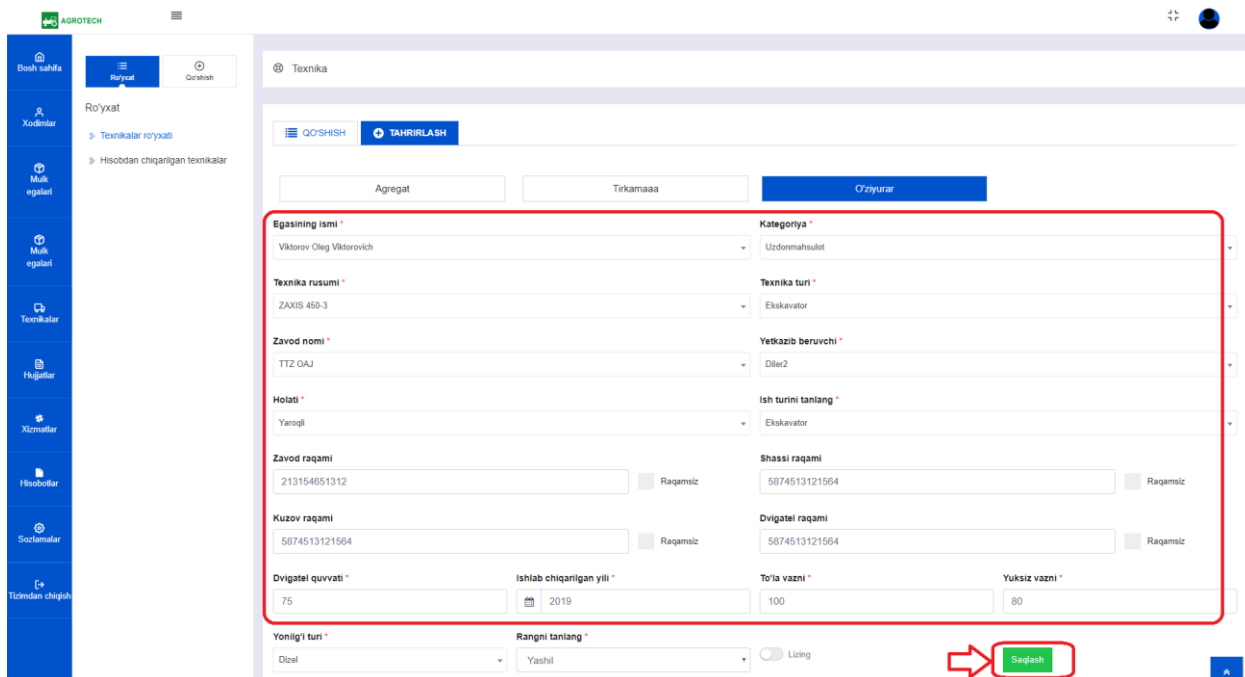 AGROTECH
Bosh sahifa
Xodimlar
Mulk
egalari
Mulk
egalari
Texnikalar
Hujjatlar
Xizmatlar
Hisobotlar
Sozlamalar
Tizimdan chiqish
Ro'yxat Qo'shish
Ro'yxat
Texnikalar ro'yxati
Hisobdan chiqarilgan texnikalar
Texnika
QO'SHISH TAHRIRLASH
Agregat Tirkamaaa O'ziyurar
Egasining ismi * Kategoriya *
Viktorov Oleg Viktorovich Uzdonmahsulot
Texnika rusumi * Texnika turi *
ZAXIS 450-3 Ekskavator
Zavod nomi * Yetkazib beruvchi *
TTZ OAJ Diler2
Holati * Ish turini tanlang *
Yaroqli Ekskavator
Zavod raqami Shassi raqami
213154651312 Raqamsiz 5874513121564 Raqamsiz
Kuzov raqami Dvigatel raqami
5874513121564 Raqamsiz 5874513121564 Raqamsiz
Dvigatel quvvati * Ishlab chiqarilgan yili * To'la vazni * Yuksiz vazni *
75 2019 100 80
Yonilg'i turi * Rangni tanlang *
Dizel Yashil Lizing Saqlash